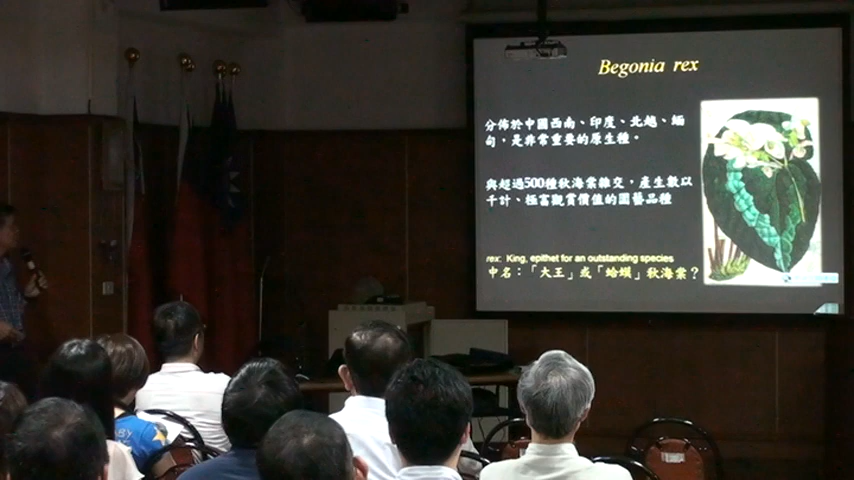 Begonia rex
分佈於中國西南、印度、北越、緬
甸，是非常重要的原生種。
與超過500種秋海棠雜交，產生數以
千計、極富觀賞價值的園藝品種
rex: King, epithet for an outstanding species
中名：「大王」或「蛤蟆」秋海棠？